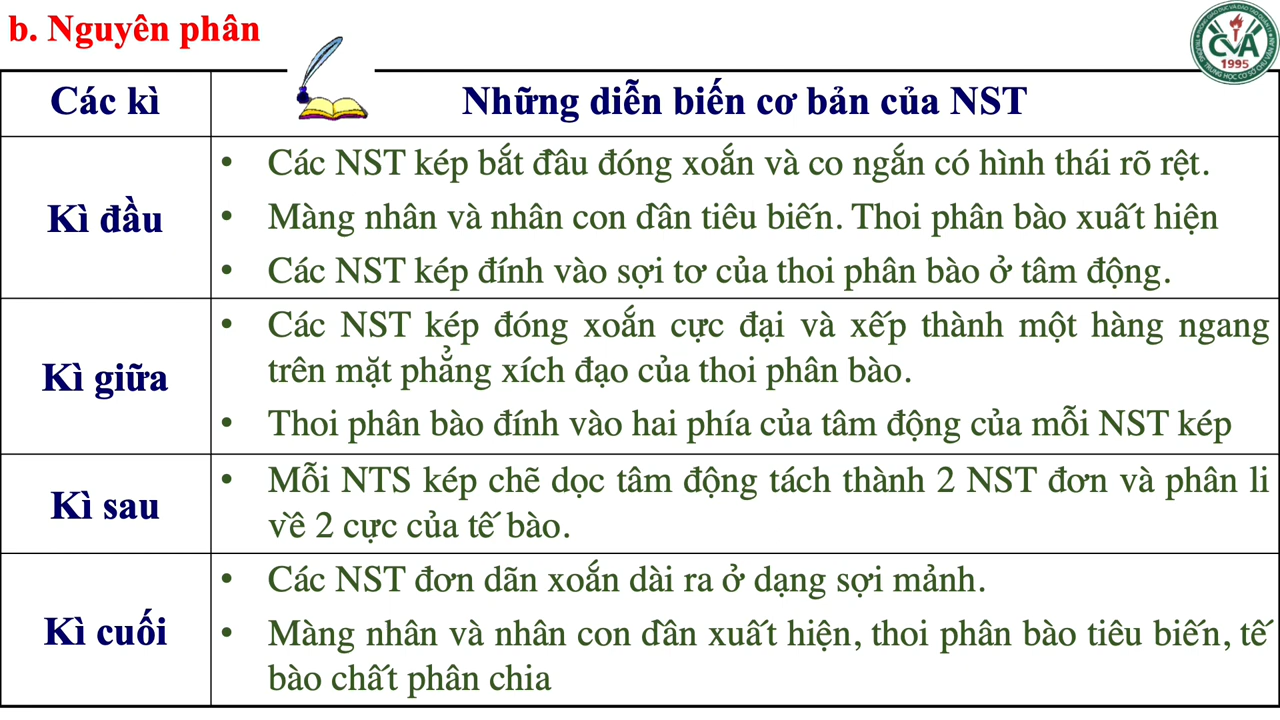 b. Nguyên phân
CVA
1995
Các kì
Những diễn biến cơ bản của NST
Kì đầu
• Các NST kép bắt đầu đóng xoắn và co ngắn có hình thái rõ rệt.
• Màng nhân và nhân con dần tiêu biến. Thoi phân bào xuất hiện
• Các NST kép đính vào sợi tơ của thoi phân bào ở tâm động.
Kì giữa
• Các NST kép đóng xoắn cực đại và xếp thành một hàng ngang
trên mặt phẳng xích đạo của thoi phân bào.
• Thoi phân bào đính vào hai phía của tâm động của mỗi NST kép
Kì sau
• Mỗi NTS kép chẽ dọc tâm động tách thành 2 NST đơn và phân li
về 2 cực của tế bào.
Kì cuối
• Các NST đơn dãn xoắn dài ra ở dạng sợi mảnh.
• Màng nhân và nhân con dần xuất hiện, thoi phân bào tiêu biến, tế
bào chất phân chia